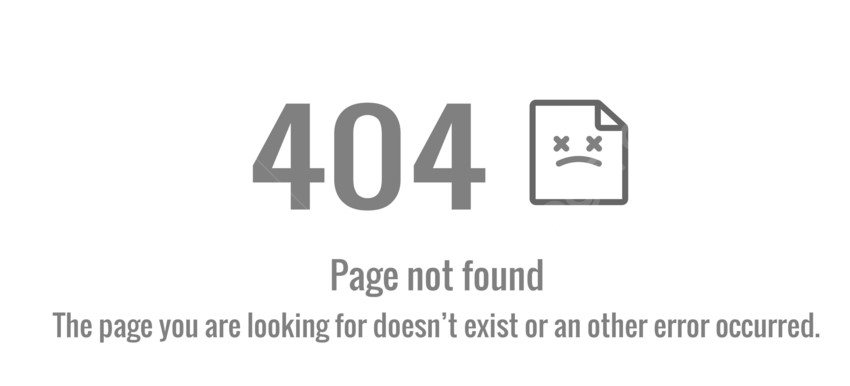 404
Page not found
The page you are looking for doesn’t exist or an other error occurred.